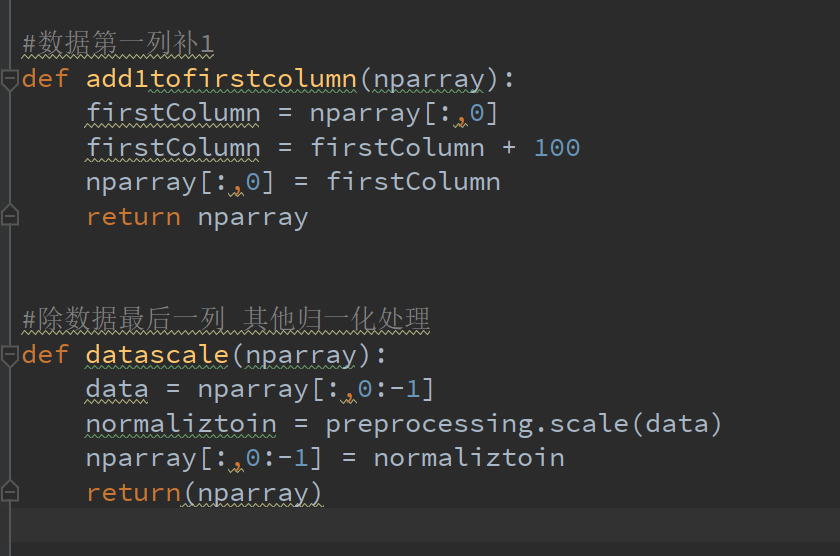 #数据第一列补1
def add1tofirstcolumn(nparray):
firstColumn = nparray[:,0]
firstColumn = firstColumn + 100
nparray[:,0] = firstColumn
return nparray
#除数据最后一列 其他归一化处理
def datascale(nparray):
data = nparray[:,0:-1]
normaliztoin = preprocessing.scale(data)
nparray[:,0:-1] = normaliztoin
return(nparray)